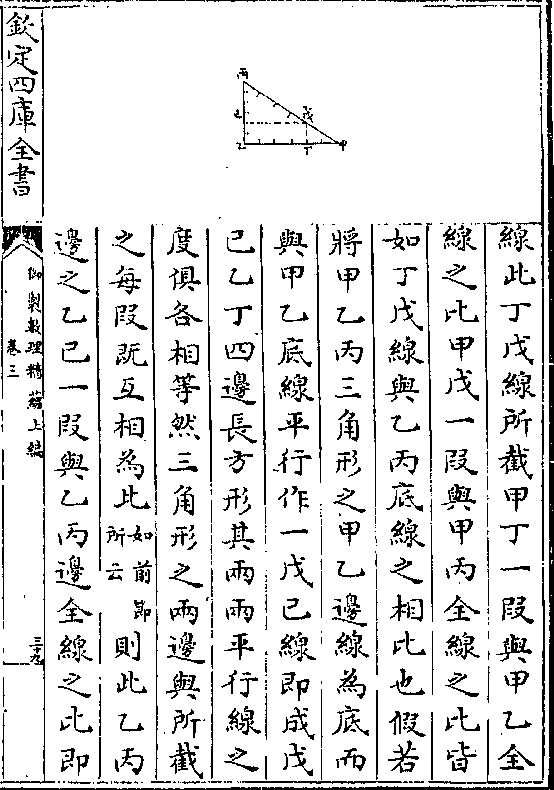 線此丁戊線所截甲丁一叚與甲乙全
線之比甲戊一叚與甲丙全線之比皆
如丁戊線與乙丙底線之相比也假若
將甲乙丙三角形之甲乙邊線為底而
與甲乙底線平行作一戊己線即成戊
己乙丁四邊長方形其兩兩平行線之
度俱各相等然三角形之兩邊與所截
之每叚既互相為此如前節所云則此乙丙
邊之乙己一叚與乙丙邊全線之比即
欽定四庫全書
御製數理精蘊上編
卷三
三十九
丙
己
戊
乙
丁
甲